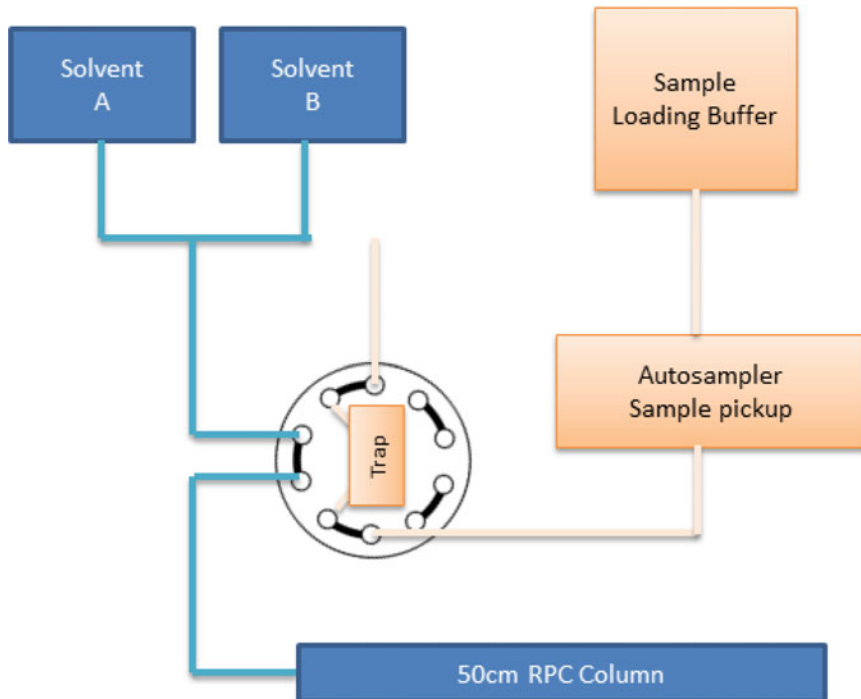 Solvent
A
Solvent
B
Sample
Loading Buffer
Autosampler
Sample pickup
Trap
50cm RPC Column